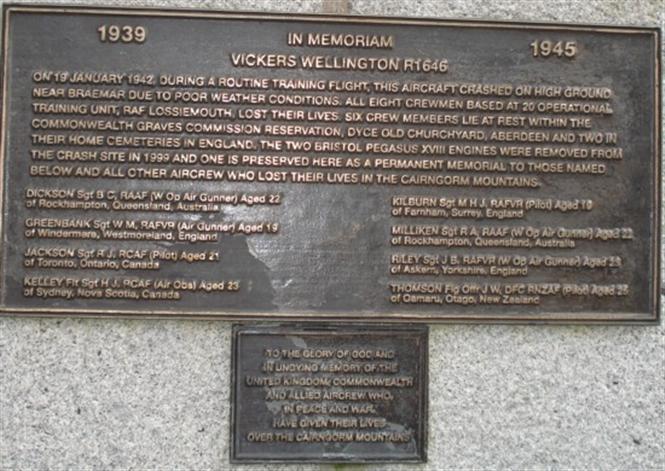 1939
IN MEMORIAM
1945
VICKERS WELLINGTON R1646
ON 19 JANUARY 1942, DURING A ROUTINE TRAINING FLIGHT, THIS AIRCRAFT CRASHED ON HIGH GROUND
NEAR BRAEMAR DUE TO POOR WEATHER CONDITIONS. ALL EIGHT CREWMEN BASED AT 20 OPERATIONAL
TRAINING UNIT, RAF LOSSIEMOUTH, LOST THEIR LIVES. SIX CREW MEMBERS LIE AT REST WITHIN THE
COMMONWEALTH GRAVES COMMISSION RESERVATION, DYCE OLD CHURCHYARD, ABERDEEN AND TWO IN
THEIR HOME CEMETERIES IN ENGLAND. THE TWO BRISTOL PEGASUS XVIII ENGINES WERE REMOVED FROM
THE CRASH SITE IN 1999 AND ONE IS PRESERVED HERE AS A PERMANENT MEMORIAL TO THOSE NAMED
BELOW AND ALL OTHER AIRCREW WHO LOST THEIR LIVES IN THE CAIRNGORM MOUNTAINS.
DICKSON Sgt B C, RAAF (W Op Air Gunner) Aged 22
of Rockhampton, Queensland, Australia
GREENBANK Sgt W M, RAFVR (Air Gunner) Aged 19
of Windermere, Westmoreland, England
JACKSON Sgt R J, RCAF (Pilot) Aged 21
of Toronto, Ontario, Canada
KELLEY Flt Sgt H J, RCAF (Air Obs) Aged 23
of Sydney, Nova Scotia, Canada
KILBURN Sgt M H J, RAFVR (Pilot) Aged 19
of Farnham, Surrey, England
MILLIKEN Sgt R A, RAAF (W Op Air Gunner) Aged
of Rockhampton, Queensland, Australia
RILEY Sgt J B, RAFVR (W Op Air Gunner) Aged
of Askern, Yorkshire, England
THOMSON Flg Offr J W, DFC RNZAF (Pilot) Aged
of Oamaru, Otago, New Zealand
TO THE GLORY OF GOD AND
IN UNDYING MEMORY OF THE
UNITED KINGDOM, COMMONWEALTH
AND ALLIED AIRCREW WHO,
IN PEACE AND WAR,
HAVE GIVEN THEIR LIVES
OVER THE CAIRNGORM MOUNTAINS